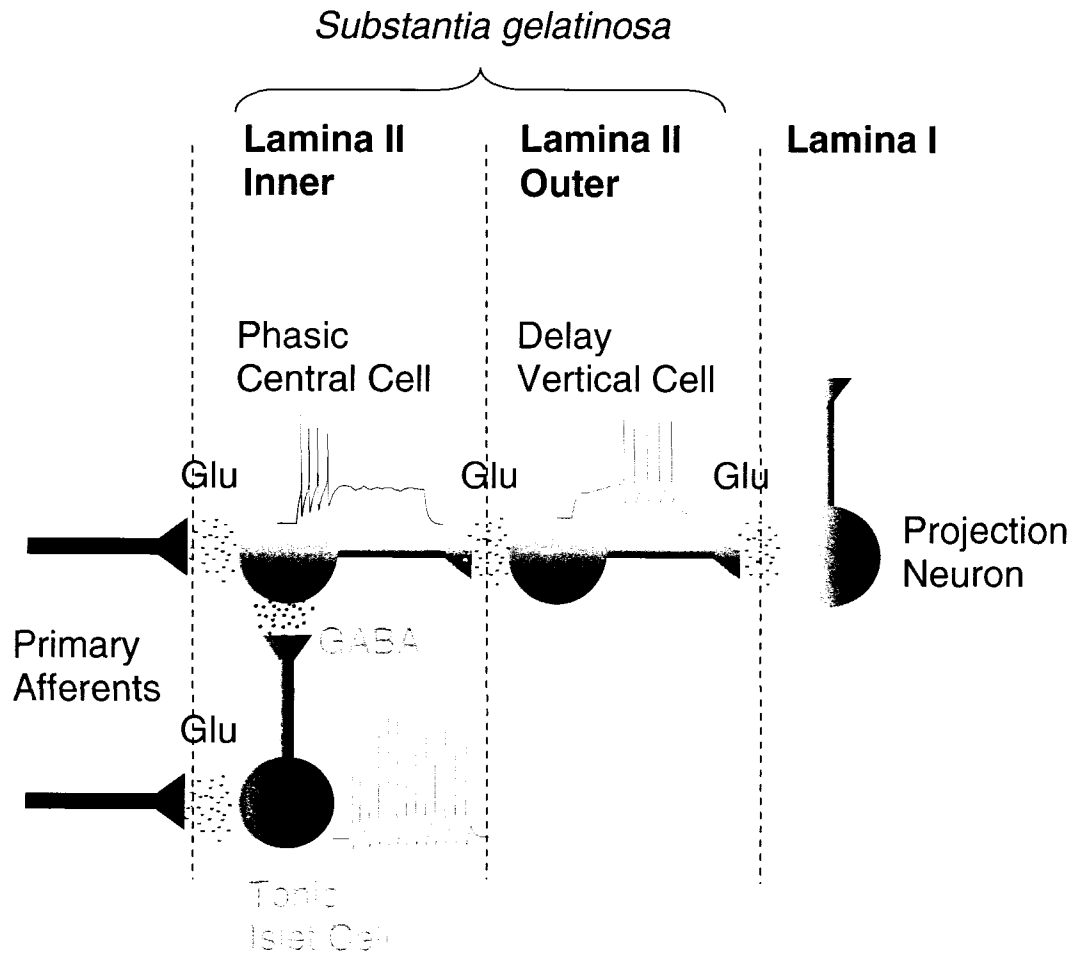 Substantia gelatinosa
Lamina II
Inner
Lamina II
Outer
Lamina I
Phasic
Central Cell
Delay
Vertical Cell
Glu
Glu
Glu
Projection
Neuron
GABA
Primary
Afferents
Glu
Tonic
Islet Cell